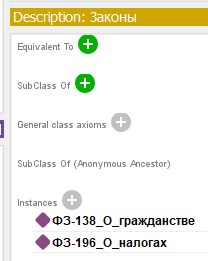 Description: Законы
Equivalent To
SubClass Of
General class axioms
SubClass Of (Anonymous Ancestor)
Instances
ФЗ-138_О_гражданстве
ФЗ-196_О_налогах